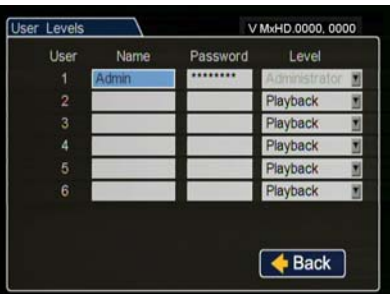 User Levels V MxHD.0000, 0000
User Name Password Level
1 Admin ******** Administrator
2 Playback
3 Playback
4 Playback
5 Playback
6 Playback
Back